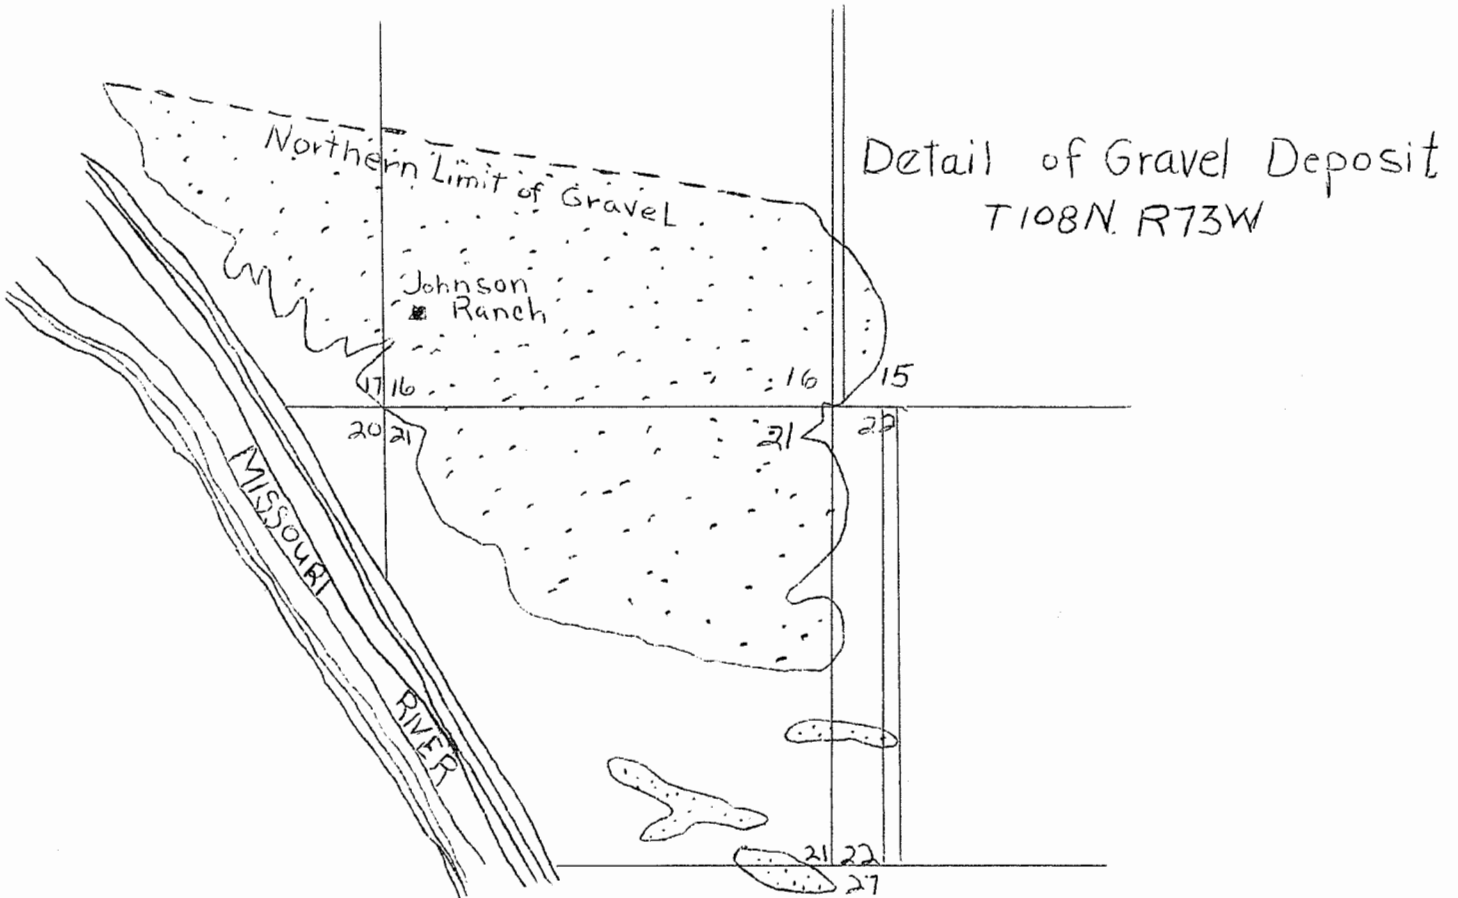 Detail of Gravel Deposit
T108N. R73W
Northern Limit of Gravel
Johnson
Ranch
17 16
16 15
20 21
21 22
MISSOURI
RIVER
21 22
27